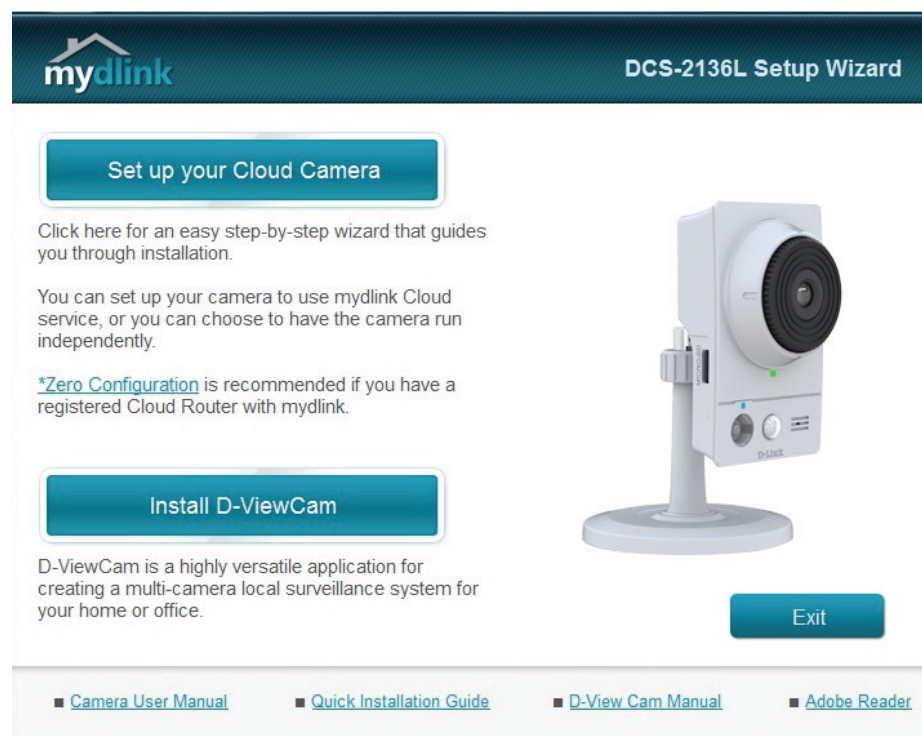 mydlink
DCS-2136L Setup Wizard
Set up your Cloud Camera
Click here for an easy step-by-step wizard that guides
you through installation.
You can set up your camera to use mydlink Cloud
service, or you can choose to have the camera run
independently.
*Zero Configuration is recommended if you have a
registered Cloud Router with mydlink.
D-Link
Install D-ViewCam
D-ViewCam is a highly versatile application for
creating a multi-camera local surveillance system for
your home or office.
Exit
Camera User Manual
Quick Installation Guide
D-View Cam Manual
Adobe Reader